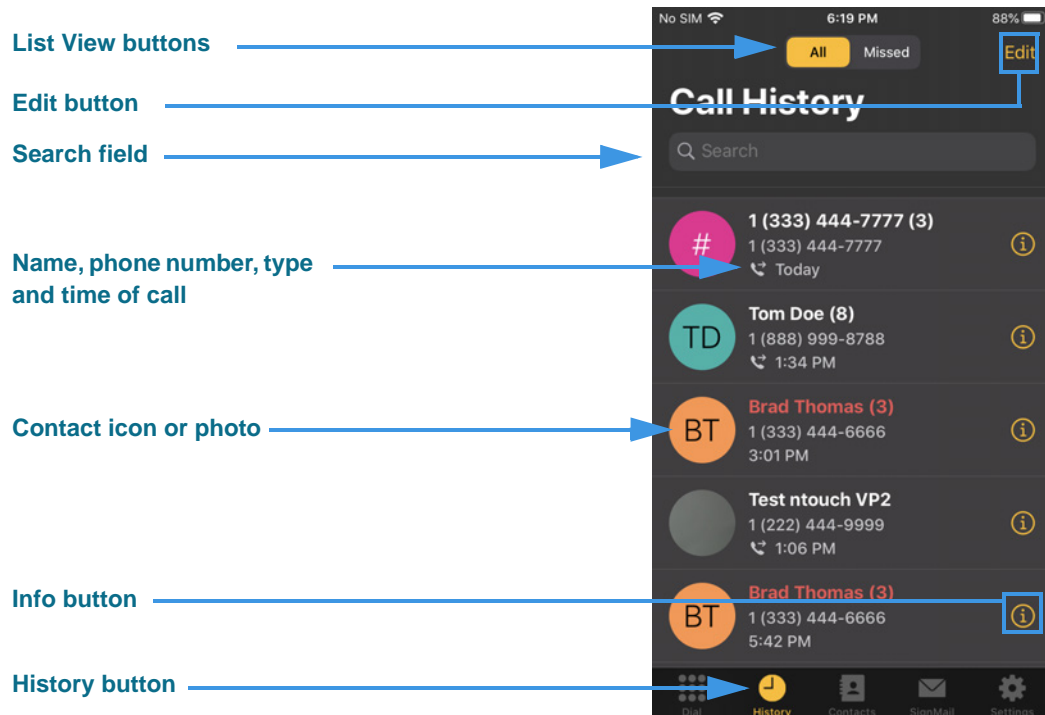 No SIM 6:19 PM 88%
List View buttons
All Missed Edit
Edit button
Call History
Search field
Search
1 (333) 444-7777 (3)
#
1 (333) 444-7777
Name, phone number, type
and time of call
Today
Tom Doe (8)
TD
1 (888) 999-8788
1:34 PM
Brad Thomas (3)
Contact icon or photo
BT
1 (333) 444-6666
3:01 PM
Test ntouch VP2
1 (222) 444-9999
1:06 PM
Info button
Brad Thomas (3)
BT
1 (333) 444-6666
5:42 PM
History button
Dial History Contacts SignMail Settings